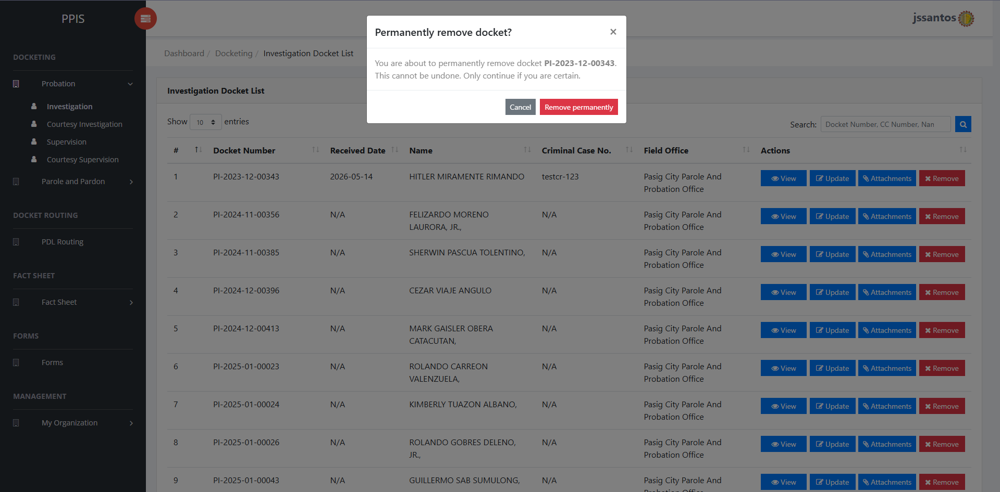 PPIS
jssantos
DOCKETING
Probation
Investigation
Courtesy Investigation
Supervision
Courtesy Supervision
Parole and Pardon
DOCKET ROUTING
PDL Routing
FACT SHEET
Fact Sheet
FORMS
Forms
MANAGEMENT
My Organization
Permanently remove docket? ×
You are about to permanently remove docket PI-2023-12-00343.
This cannot be undone. Only continue if you are certain.
Cancel Remove permanently
Dashboard / Docketing / Investigation Docket List
Investigation Docket List
Show 10 entries
Search: Docket Number, CC Number, Nan
# Docket Number Received Date Name Criminal Case No. Field Office Actions
1 PI-2023-12-00343 2026-05-14 HITLER MIRAMENTE RIMANDO testcr-123 Pasig City Parole And View Update Attachments Remove
Probation Office
2 PI-2024-11-00356 N/A FELIZARDO MORENO N/A Pasig City Parole And View Update Attachments Remove
LAURORA, JR., Probation Office
3 PI-2024-11-00385 N/A SHERWIN PASCUA TOLENTINO, N/A Pasig City Parole And View Update Attachments Remove
Probation Office
4 PI-2024-12-00396 N/A CEZAR VIAJE ANGULO N/A Pasig City Parole And View Update Attachments Remove
Probation Office
5 PI-2024-12-00413 N/A MARK GAISLER OBERA N/A Pasig City Parole And View Update Attachments Remove
CATACUTAN, Probation Office
6 PI-2025-01-00023 N/A ROLANDO CARREON N/A Pasig City Parole And View Update Attachments Remove
VALENZUELA, Probation Office
7 PI-2025-01-00024 N/A KIMBERLY TUAZON ALBANO, N/A Pasig City Parole And View Update Attachments Remove
Probation Office
8 PI-2025-01-00026 N/A ROLANDO GOBRES DELENO, N/A Pasig City Parole And View Update Attachments Remove
JR., Probation Office
9 PI-2025-01-00043 N/A GUILLERMO SAB SUMULONG, N/A Pasig City Parole And View Update Attachments Remove